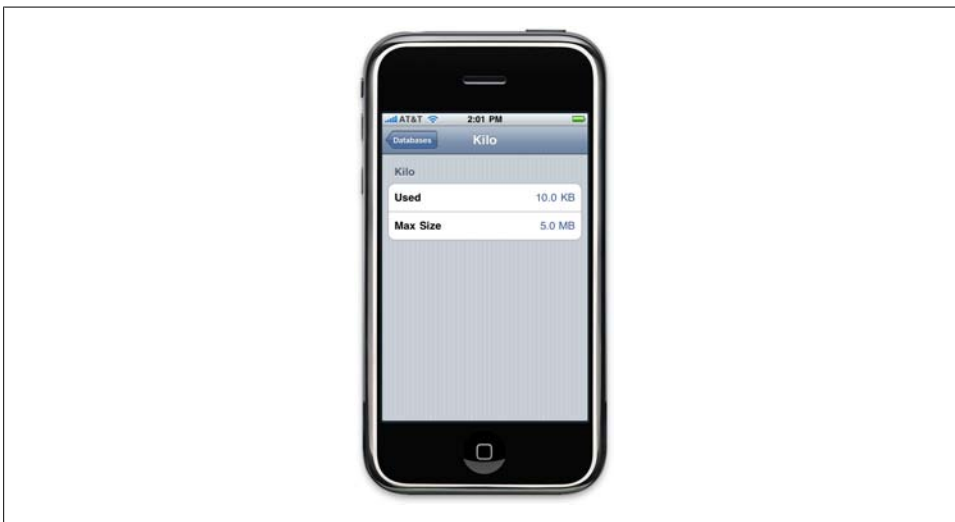 AT&T 2:01 PM
Databases Kilo
Kilo
Used 10.0 KB
Max Size 5.0 MB